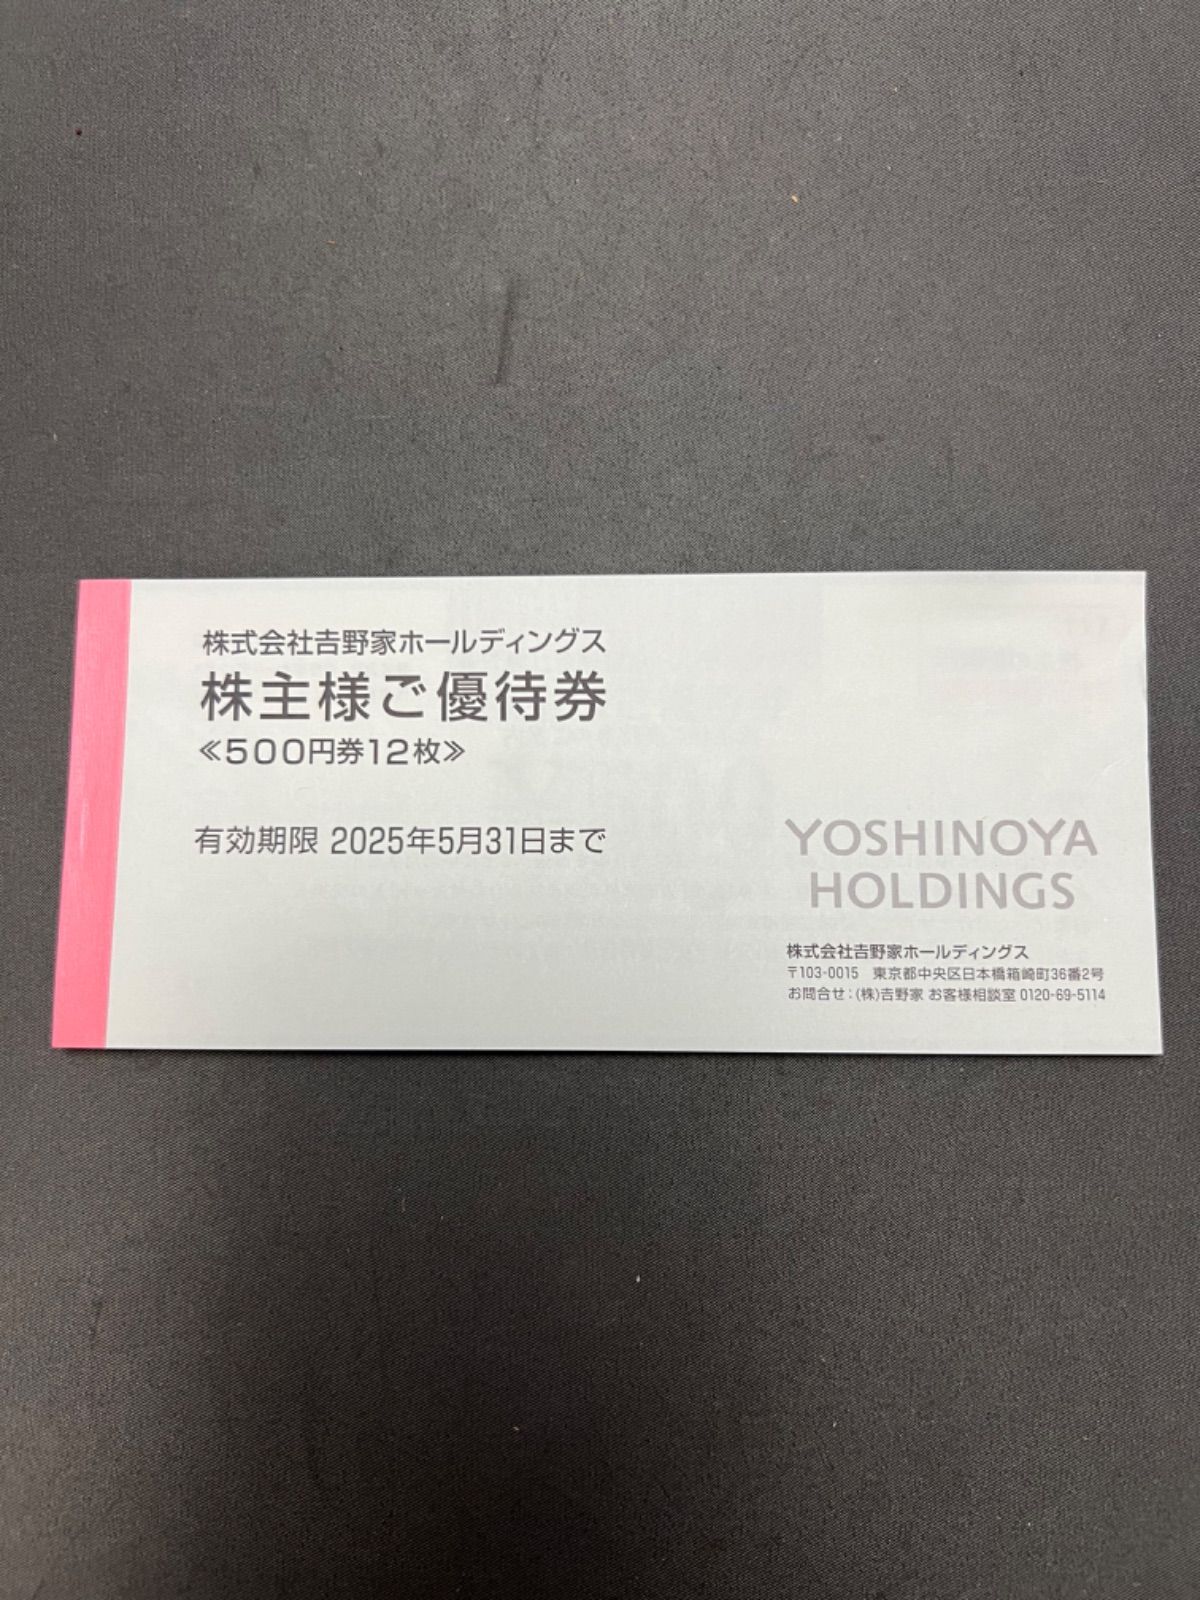 株式会社𠮷野家ホールディングス
株主様ご優待券
≪500円券12枚≫
有効期限 2025年5月31日まで
YOSHINOYA
HOLDINGS
株式会社𠮷野家ホールディングス
〒103-0015 東京都中央区日本橋箱崎町36番2号
お問合せ:(株)𠮷野家 お客様相談室 0120-69-5114